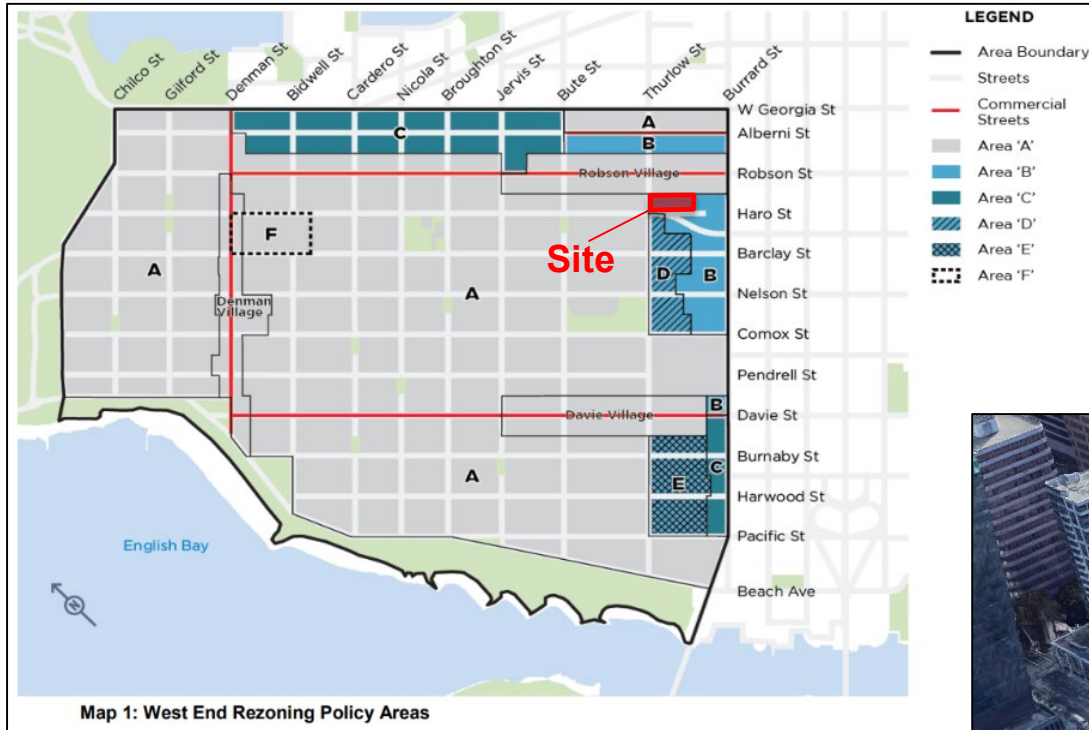 Chilco St
Gilford St
Denman St
Bidwell St
Cardero St
Nicola St
Broughton St
Jervis St
Bute St
Thurlow St
Burrard St
W Georgia St
Alberni St
Robson St
Haro St
Barclay St
Nelson St
Comox St
Pendrell St
Davie St
Burnaby St
Harwood St
Pacific St
Beach Ave
C
A
B
Robson Village
Site
F
A
A
D
B
Denman
Village
B
Davie Village
A
E
C
English Bay
N
Map 1: West End Rezoning Policy Areas
LEGEND
Area Boundary
Streets
Commercial
Streets
Area 'A'
Area 'B'
Area 'C'
Area 'D'
Area 'E'
Area 'F'